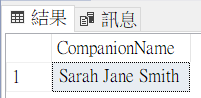 結果 訊息
CompanionName
1 Sarah Jane Smith